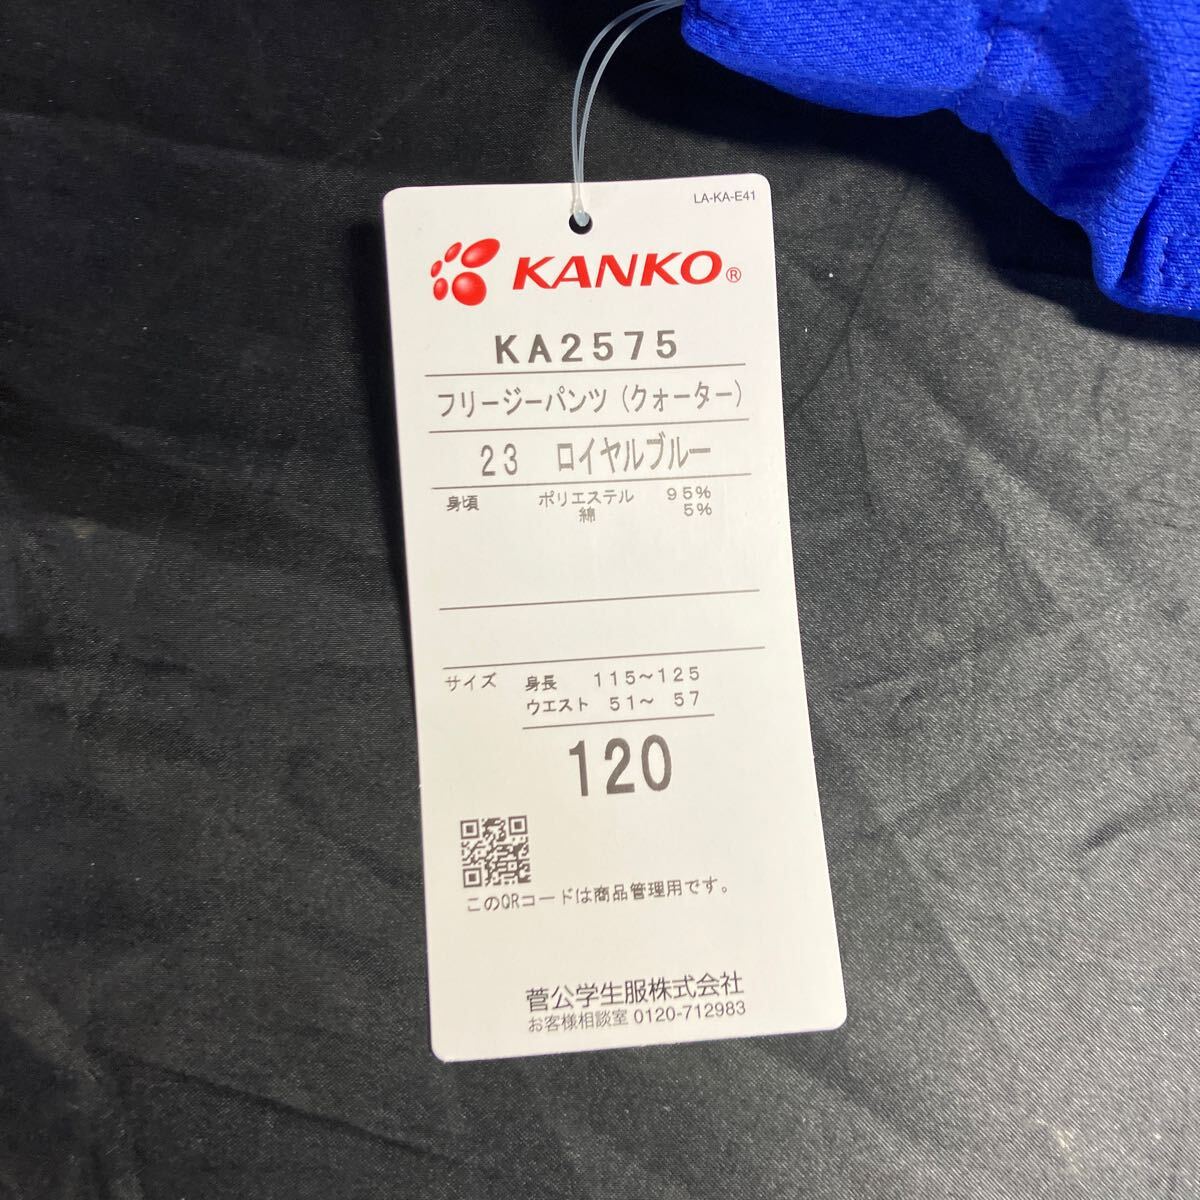 LA-KA-E41
KANKO®
KA2575
フリージーパンツ(クォーター)
23 ロイヤルブルー
身頃 ポリエステル 95%
綿 5%
サイズ 身長 115~125
ウエスト 51~ 57
120
このQRコードは商品管理用です。
菅公学生服株式会社
お客様相談室 0120-712983